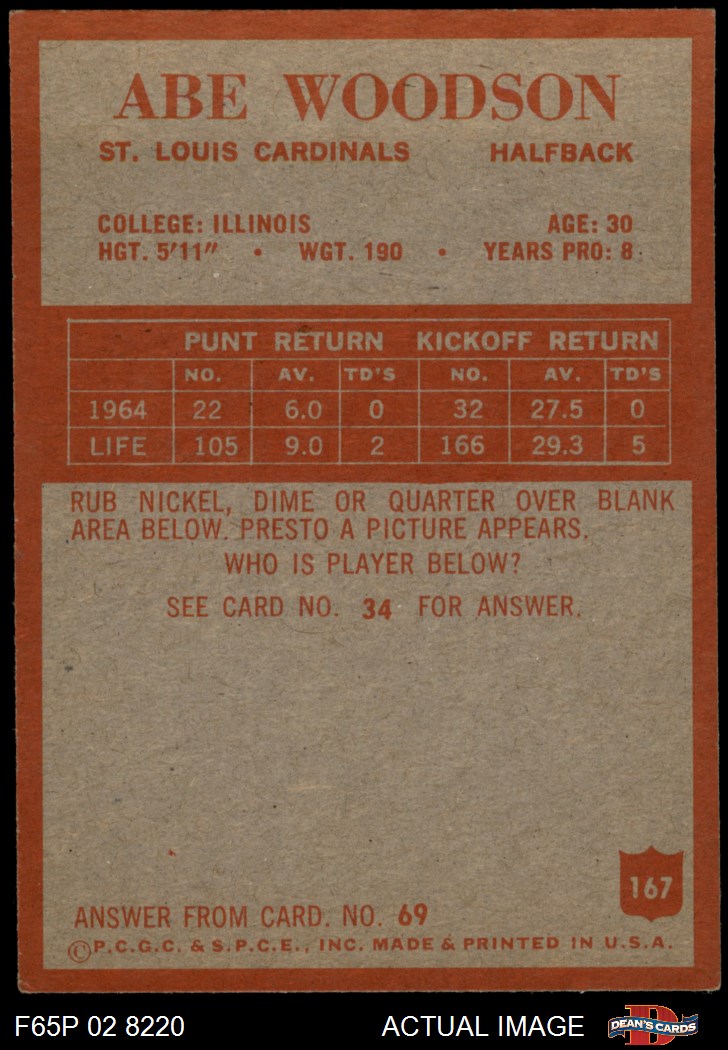 ABE WOODSON
ST. LOUIS CARDINALS HALFBACK
COLLEGE: ILLINOIS AGE: 30
HGT. 5'11" • WGT. 190 • YEARS PRO: 8
PUNT RETURN KICKOFF RETURN
NO. AV. TD'S NO. AV. TD'S
1964 22 6.0 0 32 27.5 0
LIFE 105 9.0 2 166 29.3 5
RUB NICKEL, DIME OR QUARTER OVER BLANK
AREA BELOW. PRESTO A PICTURE APPEARS.
WHO IS PLAYER BELOW?
SEE CARD NO. 34 FOR ANSWER.
167
ANSWER FROM CARD. NO. 69
©P.C.G.C. & S.P.C.E., INC. MADE & PRINTED IN U.S.A.
F65P 02 8220 ACTUAL IMAGE DEAN'S CARDS